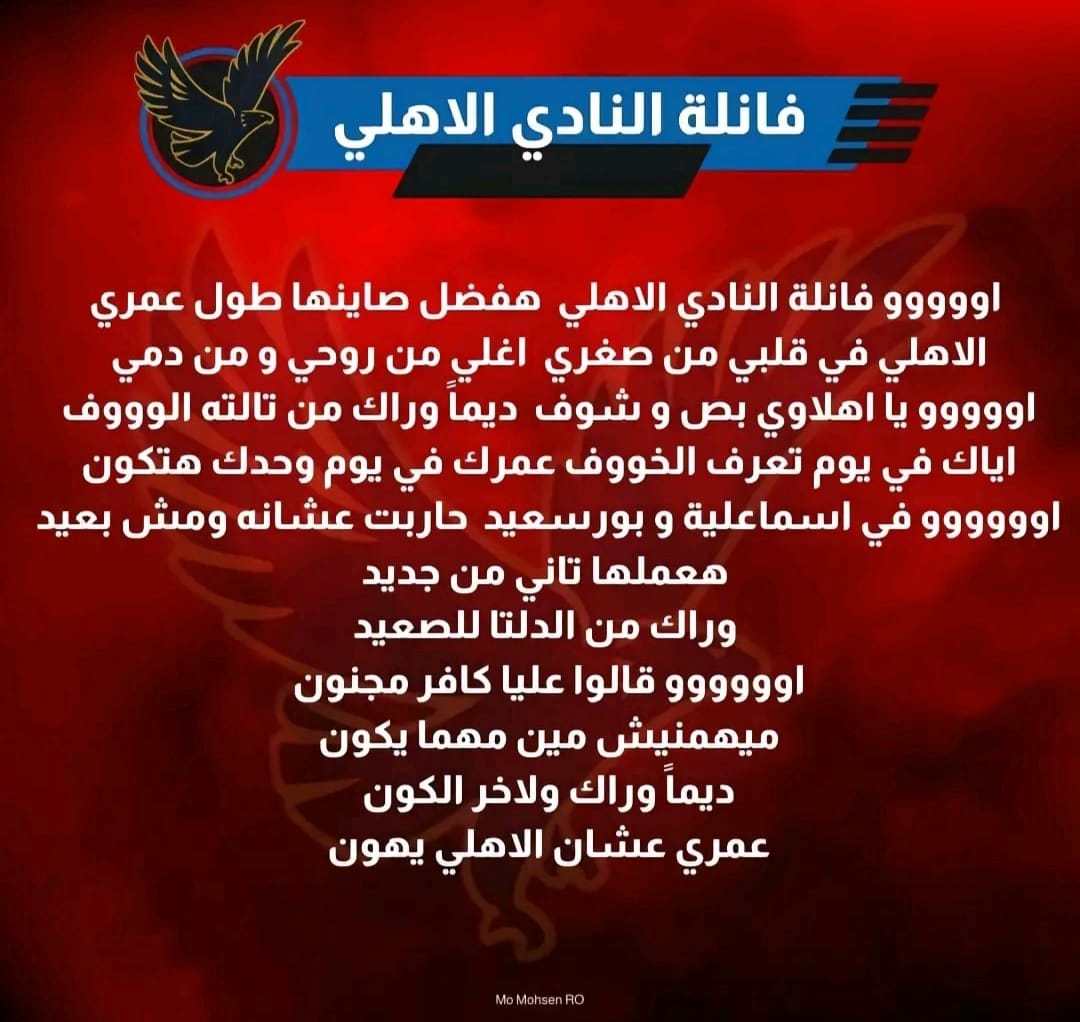 فانلة النادي الاهلي
اووووو فانلة النادي الاهلي هفضل صاينها طول عمري
الاهلي في قلبي من صغري اغلي من روحي و من دمي
اووووو يا اهلاوي بص و شوف ديماً وراك من تالته الوووف
اياك في يوم تعرف الخووف عمرك في يوم وحدك هتكون
اوووووو في اسماعلية و بورسعيد حاربت عشانه ومش بعيد
هعملها تاني من جديد
وراك من الدلتا للصعيد
اوووووو قالوا عليا كافر مجنون
ميهمنيش مين مهما يكون
ديماً وراك ولاخر الكون
عمري عشان الاهلي يهون
Mo Mohsen RO